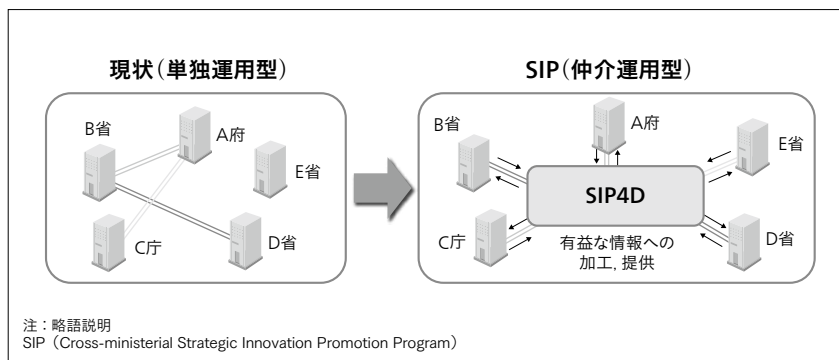 現状（単独運用型）
B省
A府
E省
C庁
D省
SIP（仲介運用型）
A府
B省
E省
SIP4D
C庁
D省
有益な情報への
加工，提供
注：略語説明
SIP（Cross-ministerial Strategic Innovation Promotion Program）